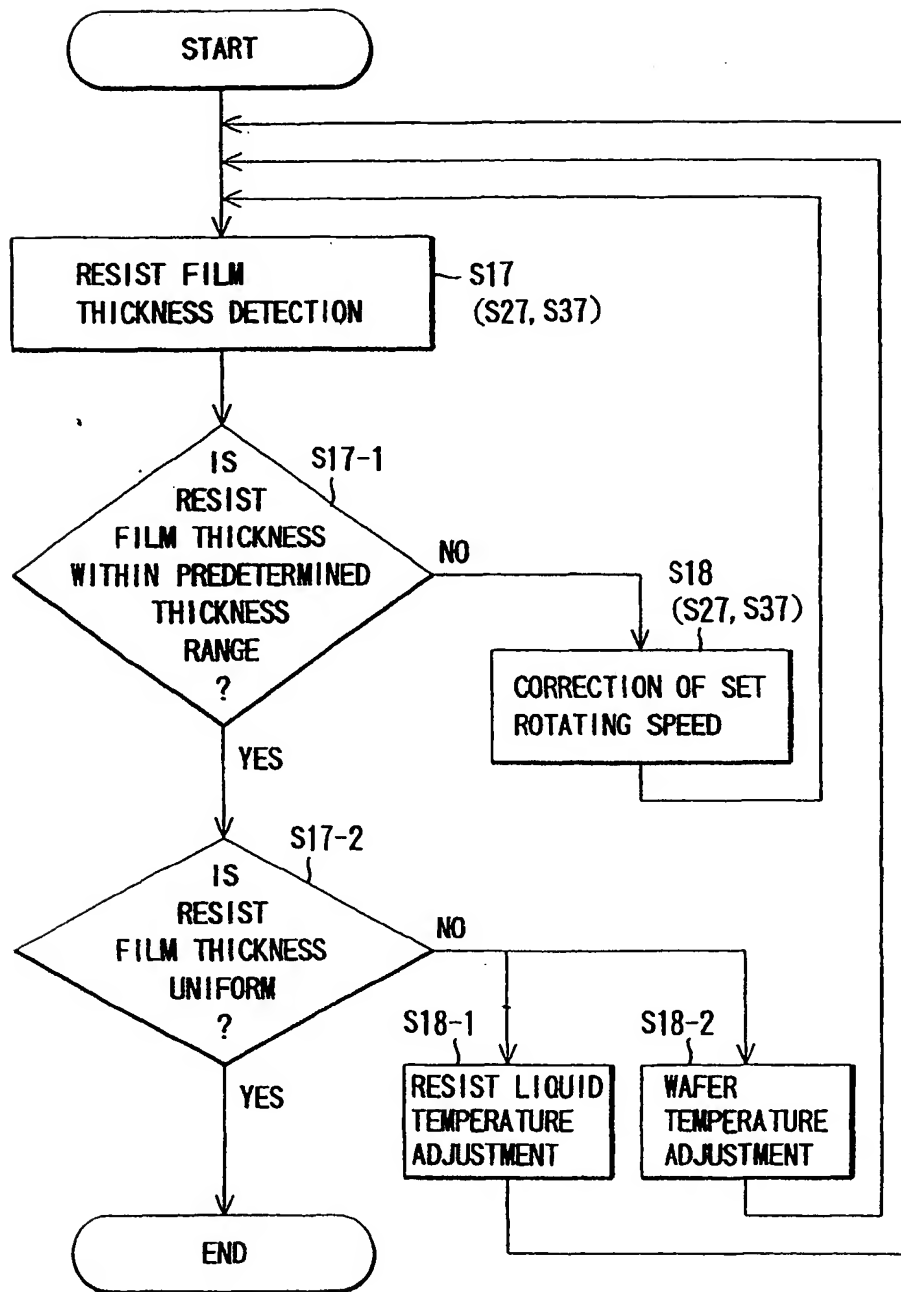 START
RESIST FILM
THICKNESS DETECTION
S17
(S27, S37)
IS
RESIST
FILM THICKNESS
WITHIN PREDETERMINED
THICKNESS
RANGE
?
S17-1
NO
S18
(S27, S37)
CORRECTION OF SET
ROTATING SPEED
YES
IS
RESIST
FILM THICKNESS
UNIFORM
?
S17-2
NO
S18-1
RESIST LIQUID
TEMPERATURE
ADJUSTMENT
S18-2
WAFER
TEMPERATURE
ADJUSTMENT
YES
END